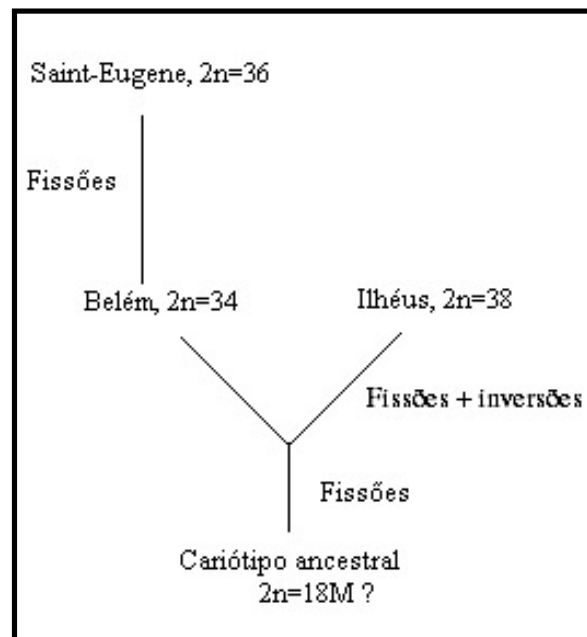 Saint-Eugene, 2n=36
Fissões
Belém, 2n=34
Ilhéus, 2n=38
Fissões + inversões
Fissões
Cariótipo ancestral
2n=18M ?